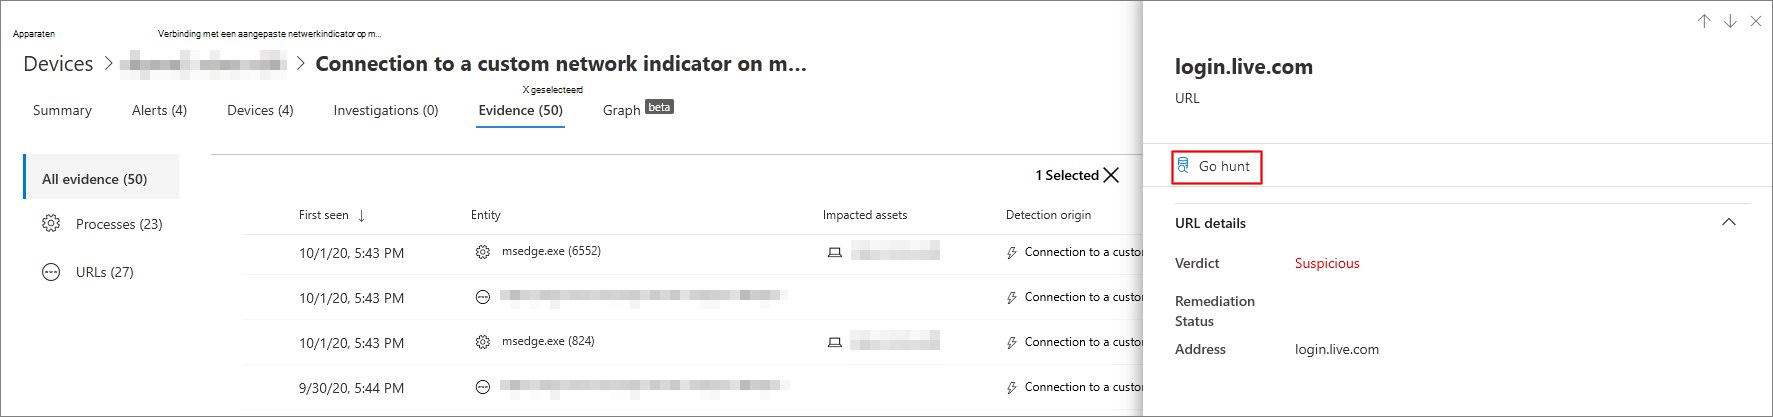 Apparaten
Verbinding met een aangepaste netwerkindicator op m...
Devices
Connection to a custom network indicator on m...
X geselecteerd
Summary
Alerts (4)
Devices (4)
Investigations (0)
Evidence (50)
Graph beta
All evidence (50)
Processes (23)
URLs (27)
1 Selected
First seen ↓ Entity Impacted assets Detection origin
10/1/20, 5:43 PM msedge.exe (6552) Connection to a custo
10/1/20, 5:43 PM Connection to a custo
10/1/20, 5:43 PM msedge.exe (824) Connection to a custo
9/30/20, 5:44 PM Connection to a custo
login.live.com
URL
Go hunt
URL details
Verdict Suspicious
Remediation
Status
Address login.live.com